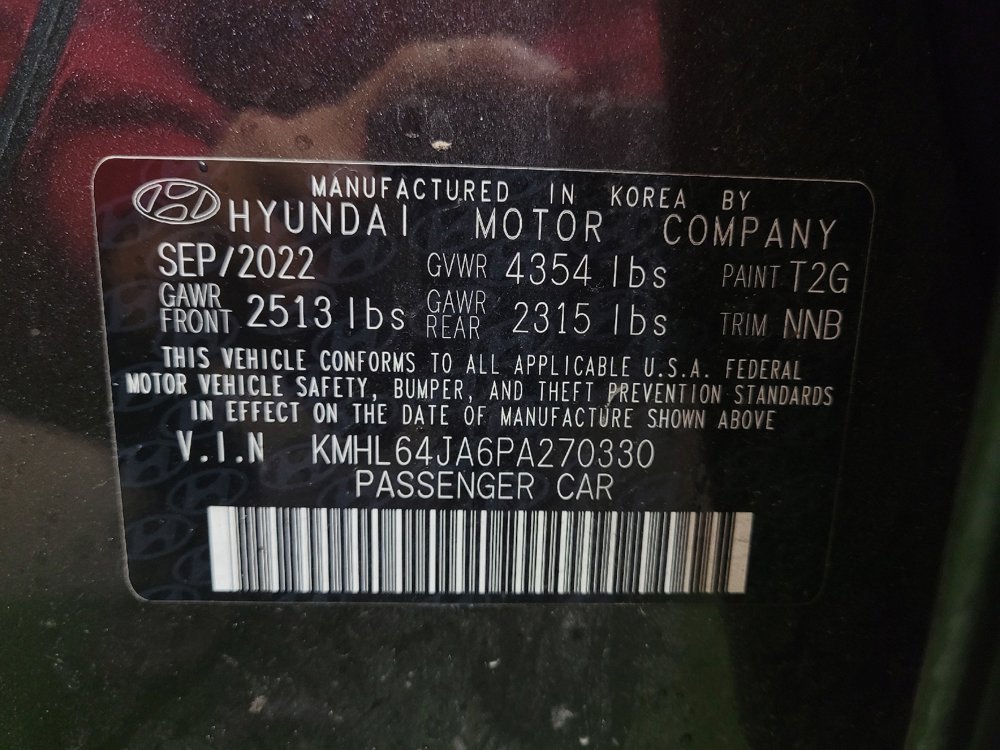 MANUFACTURED IN KOREA BY
HYUNDAI MOTOR COMPANY
SEP/2022 GVWR 4354 lbs PAINT T2G
GAWR FRONT 2513 lbs GAWR REAR 2315 lbs TRIM NNB
THIS VEHICLE CONFORMS TO ALL APPLICABLE U.S.A. FEDERAL
MOTOR VEHICLE SAFETY, BUMPER, AND THEFT PREVENTION STANDARDS
IN EFFECT ON THE DATE OF MANUFACTURE SHOWN ABOVE
V.I.N KMHL64JA6PA270330
PASSENGER CAR